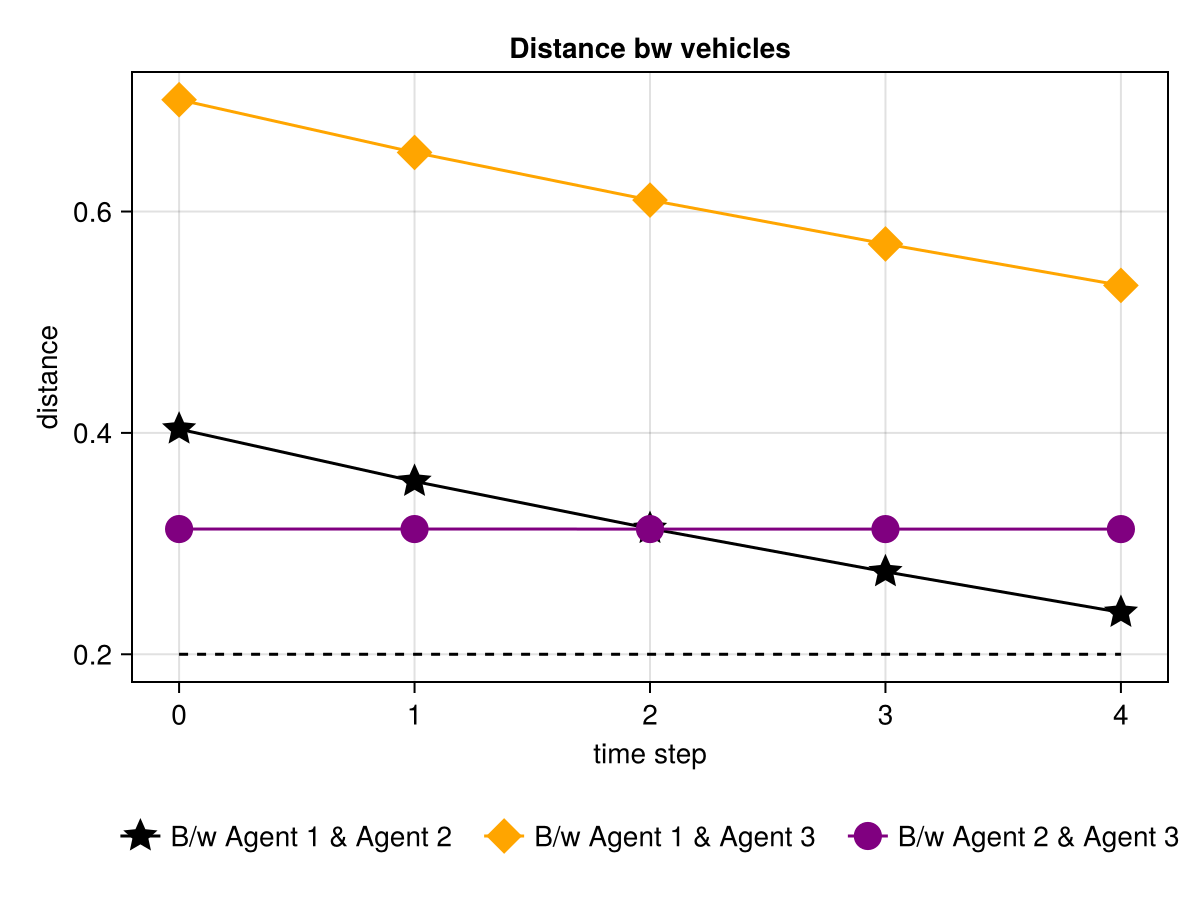 Distance bw vehicles
distance
0.6
0.4
0.2
0 1 2 3 4
time step
B/w Agent 1 & Agent 2 B/w Agent 1 & Agent 3 B/w Agent 2 & Agent 3